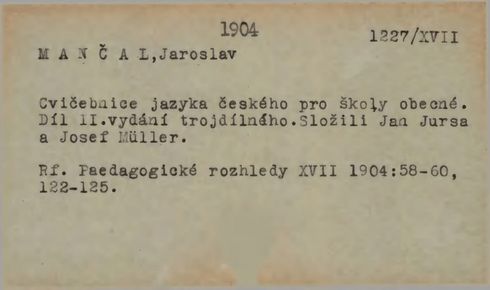 1904
1227/XVII
M A N Č A L,Jaroslav
Cvičebnice jazyka českého pro školy obecné.
Díl II.vydání trojdílného.Složili Jan Jursa
a Josef Müller.
Rf. Paedagogické rozhledy XVII 1904:58-60,
122-125.